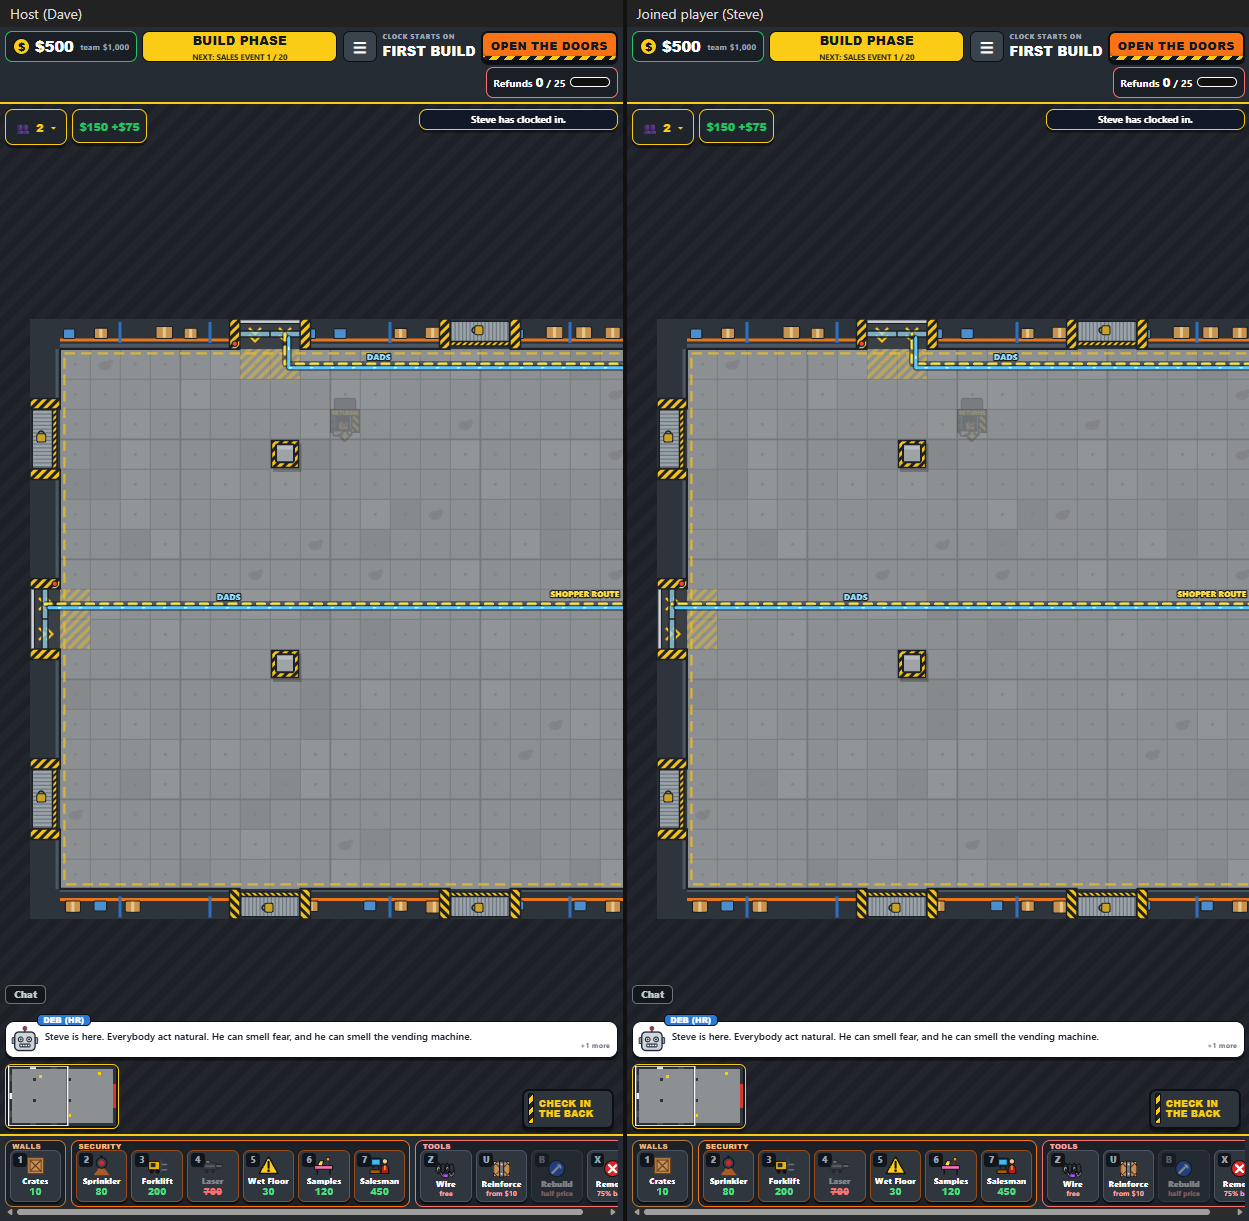 Host (Dave)
$500 team $1,000
BUILD PHASE
NEXT: SALES EVENT 1 / 20
CLOCK STARTS ON
FIRST BUILD
OPEN THE DOORS
Refunds 0 / 25
2
$150 +$75
Steve has clocked in.
DADS
RETURNS
DADS
SHOPPER ROUTE
Chat
DEB (HR)
Steve is here. Everybody act natural. He can smell fear, and he can smell the vending machine.
+1 more
CHECK IN
THE BACK
WALLS
1
Crates
10
SECURITY
2
Sprinkler
80
3
Forklift
200
4
Laser
700
5
Wet Floor
30
6
Samples
120
7
Salesman
450
TOOLS
Z
Wire
free
U
Reinforce
from $10
B
Rebuild
half price
X
Remo
75% b
Joined player (Steve)
$500 team $1,000
BUILD PHASE
NEXT: SALES EVENT 1 / 20
CLOCK STARTS ON
FIRST BUILD
OPEN THE DOORS
Refunds 0 / 25
2
$150 +$75
Steve has clocked in.
DADS
RETURNS
DADS
SHOPPER ROUTE
Chat
DEB (HR)
Steve is here. Everybody act natural. He can smell fear, and he can smell the vending machine.
+1 more
CHECK IN
THE BACK
WALLS
1
Crates
10
SECURITY
2
Sprinkler
80
3
Forklift
200
4
Laser
700
5
Wet Floor
30
6
Samples
120
7
Salesman
450
TOOLS
Z
Wire
free
U
Reinforce
from $10
B
Rebuild
half price
X
Remo
75% b